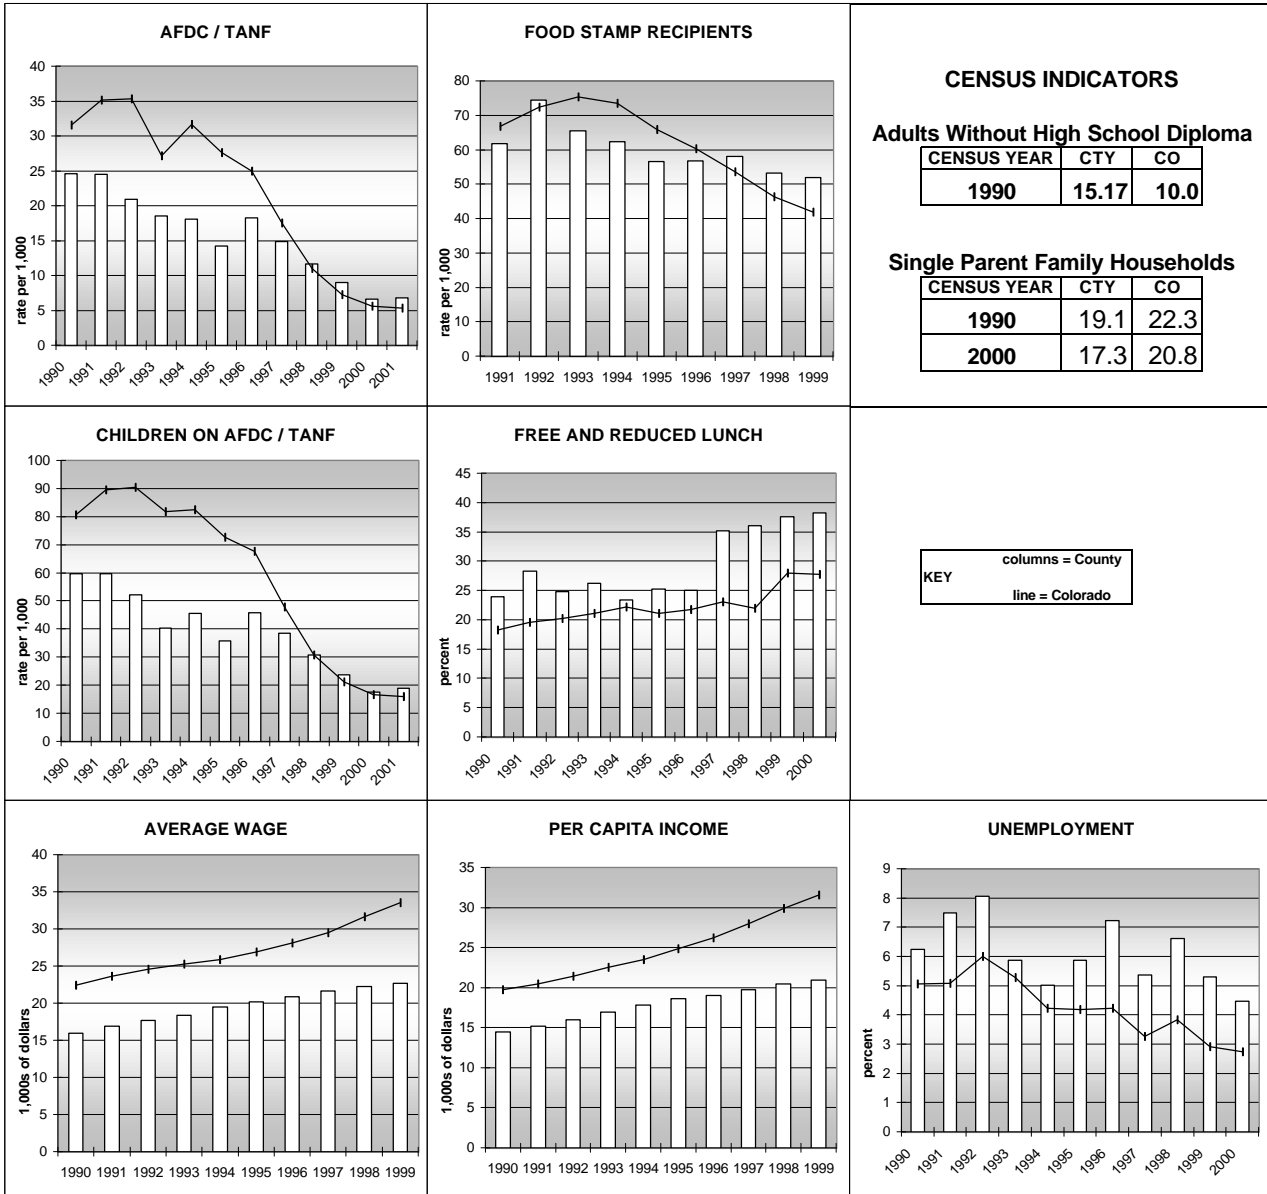 AFDC / TANF
rate per 1,000
40
35
30
25
20
15
10
5
0
1990 1991 1992 1993 1994 1995 1996 1997 1998 1999 2000 2001
FOOD STAMP RECIPIENTS
rate per 1,000
80
70
60
50
40
30
20
10
0
1991 1992 1993 1994 1995 1996 1997 1998 1999
CENSUS INDICATORS
Adults Without High School Diploma
CENSUS YEAR CTY CO
1990 15.17 10.0
Single Parent Family Households
CENSUS YEAR CTY CO
1990 19.1 22.3
2000 17.3 20.8
CHILDREN ON AFDC / TANF
rate per 1,000
100
90
80
70
60
50
40
30
20
10
0
1990 1991 1992 1993 1994 1995 1996 1997 1998 1999 2000 2001
FREE AND REDUCED LUNCH
percent
45
40
35
30
25
20
15
10
5
0
1990 1991 1992 1993 1994 1995 1996 1997 1998 1999 2000
KEY
columns = County
line = Colorado
AVERAGE WAGE
1,000s of dollars
40
35
30
25
20
15
10
5
0
1990 1991 1992 1993 1994 1995 1996 1997 1998 1999
PER CAPITA INCOME
1,000s of dollars
35
30
25
20
15
10
5
0
1990 1991 1992 1993 1994 1995 1996 1997 1998 1999
UNEMPLOYMENT
percent
9
8
7
6
5
4
3
2
1
0
1990 1991 1992 1993 1994 1995 1996 1997 1998 1999 2000